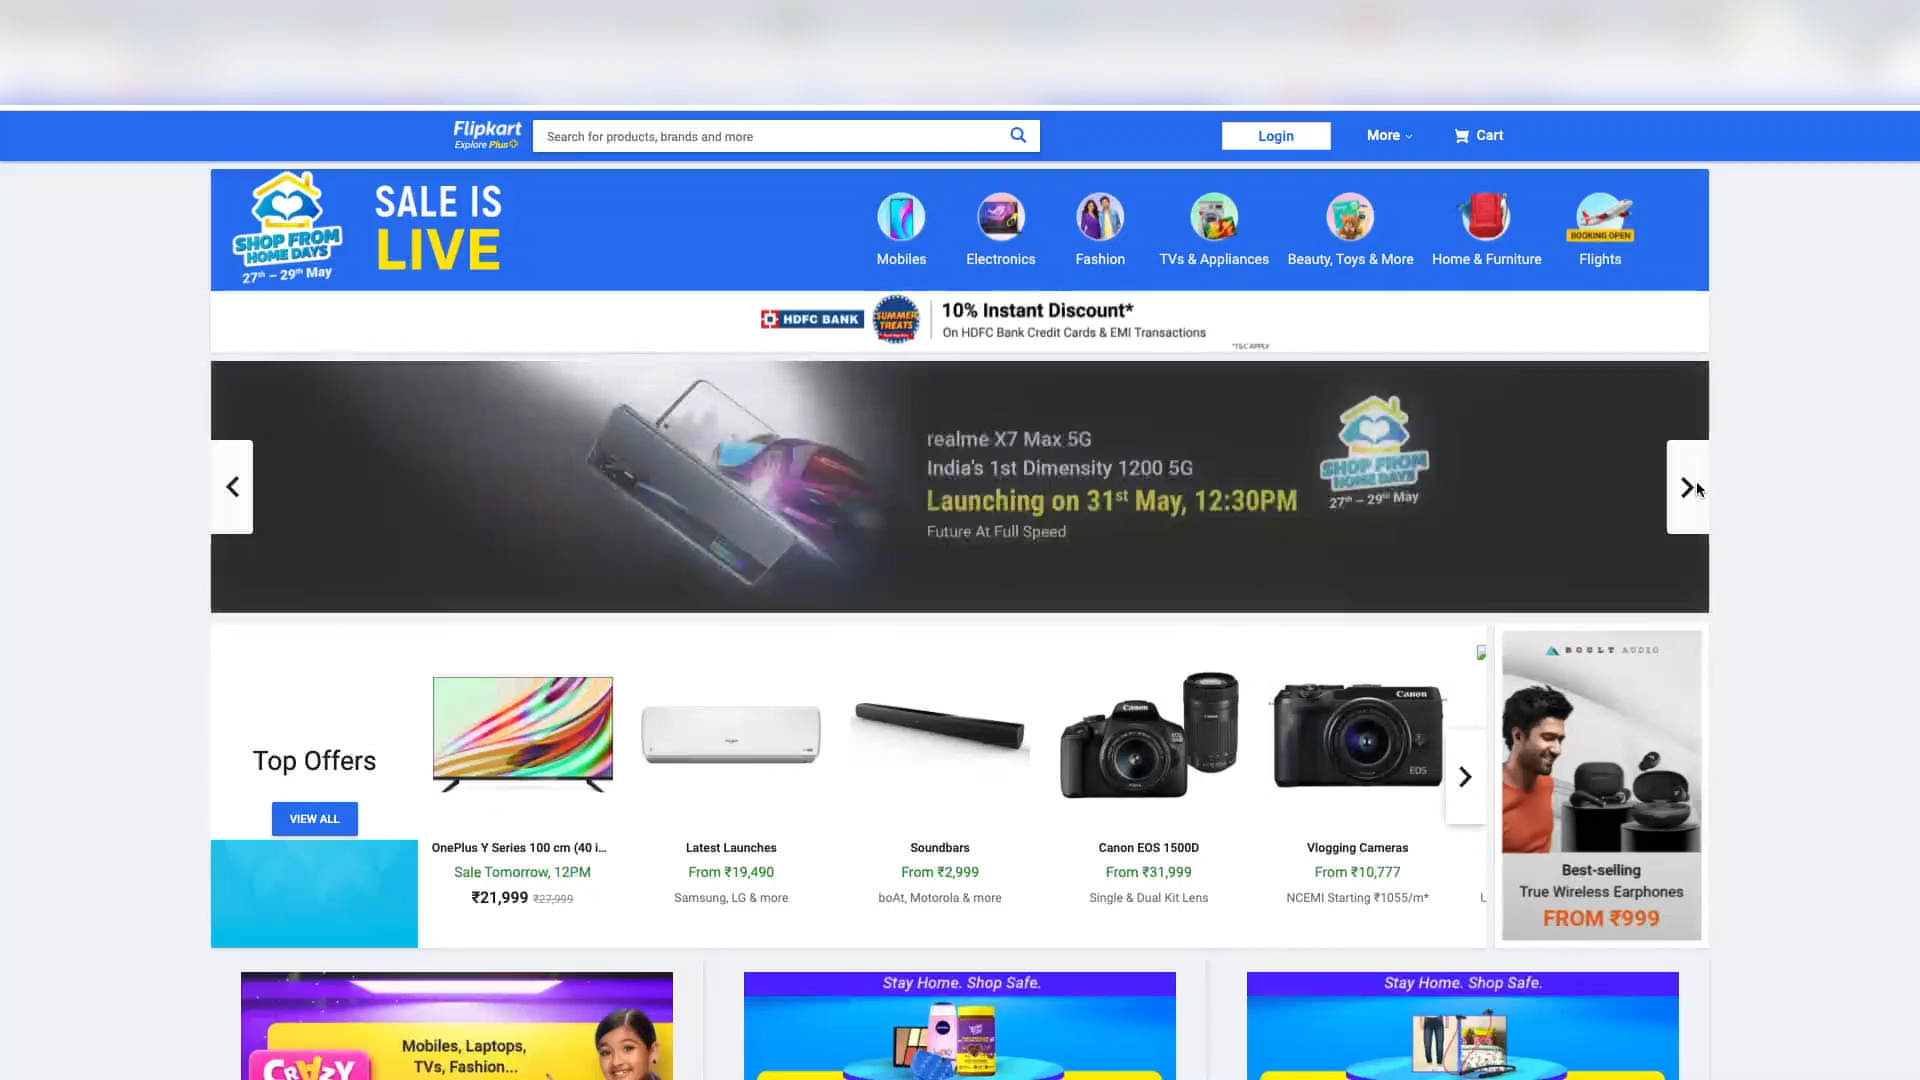 Flipkart
Explore Plus
Search for products, brands and more
Login
More
Cart
SHOP FROM
HOME DAYS
27th – 29th May
SALE IS
LIVE
Mobiles
Electronics
Fashion
TVs & Appliances
Beauty, Toys & More
Home & Furniture
BOOKING OPEN
Flights
HDFC BANK
SUMMER
TREATS
10% Instant Discount*
On HDFC Bank Credit Cards & EMI Transactions
*T&C APPLY
realme X7 Max 5G
India's 1st Dimensity 1200 5G
Launching on 31st May, 12:30PM
Future At Full Speed
SHOP FROM
HOME DAYS
27th – 29th May
Top Offers
VIEW ALL
OnePlus Y Series 100 cm (40 i...
Sale Tomorrow, 12PM
₹21,999 ₹27,999
Latest Launches
From ₹19,490
Samsung, LG & more
Soundbars
From ₹2,999
boAt, Motorola & more
Canon
Canon EOS 1500D
From ₹31,999
Single & Dual Kit Lens
Canon
EOS
Vlogging Cameras
From ₹10,777
NCEMI Starting ₹1055/m*
BOULT AUDIO
Best-selling
True Wireless Earphones
FROM ₹999
CRAZY
Mobiles, Laptops,
TVs, Fashion...
Stay Home. Shop Safe.
NIVEA
Stay Home. Shop Safe.